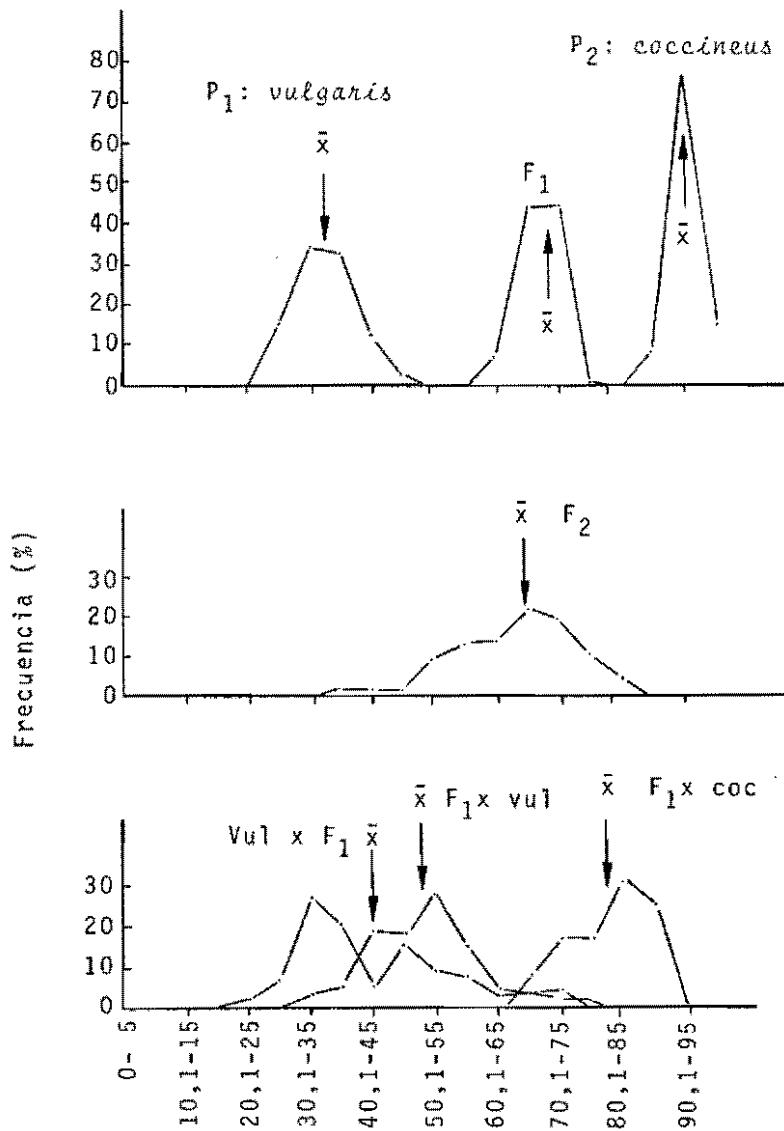 P2: coccineus
P1: vulgaris
x̄
F1
x̄
x̄
80
70
60
50
40
30
20
10
0
Frecuencia (%)
x̄ F2
30
20
10
0
Vul x F1 x̄
x̄ F1 x vul
x̄ F1 x coc
30
20
10
0
0- 5
10,1-15
20,1-25
30,1-35
40,1-45
50,1-55
60,1-65
70,1-75
80,1-85
90,1-95